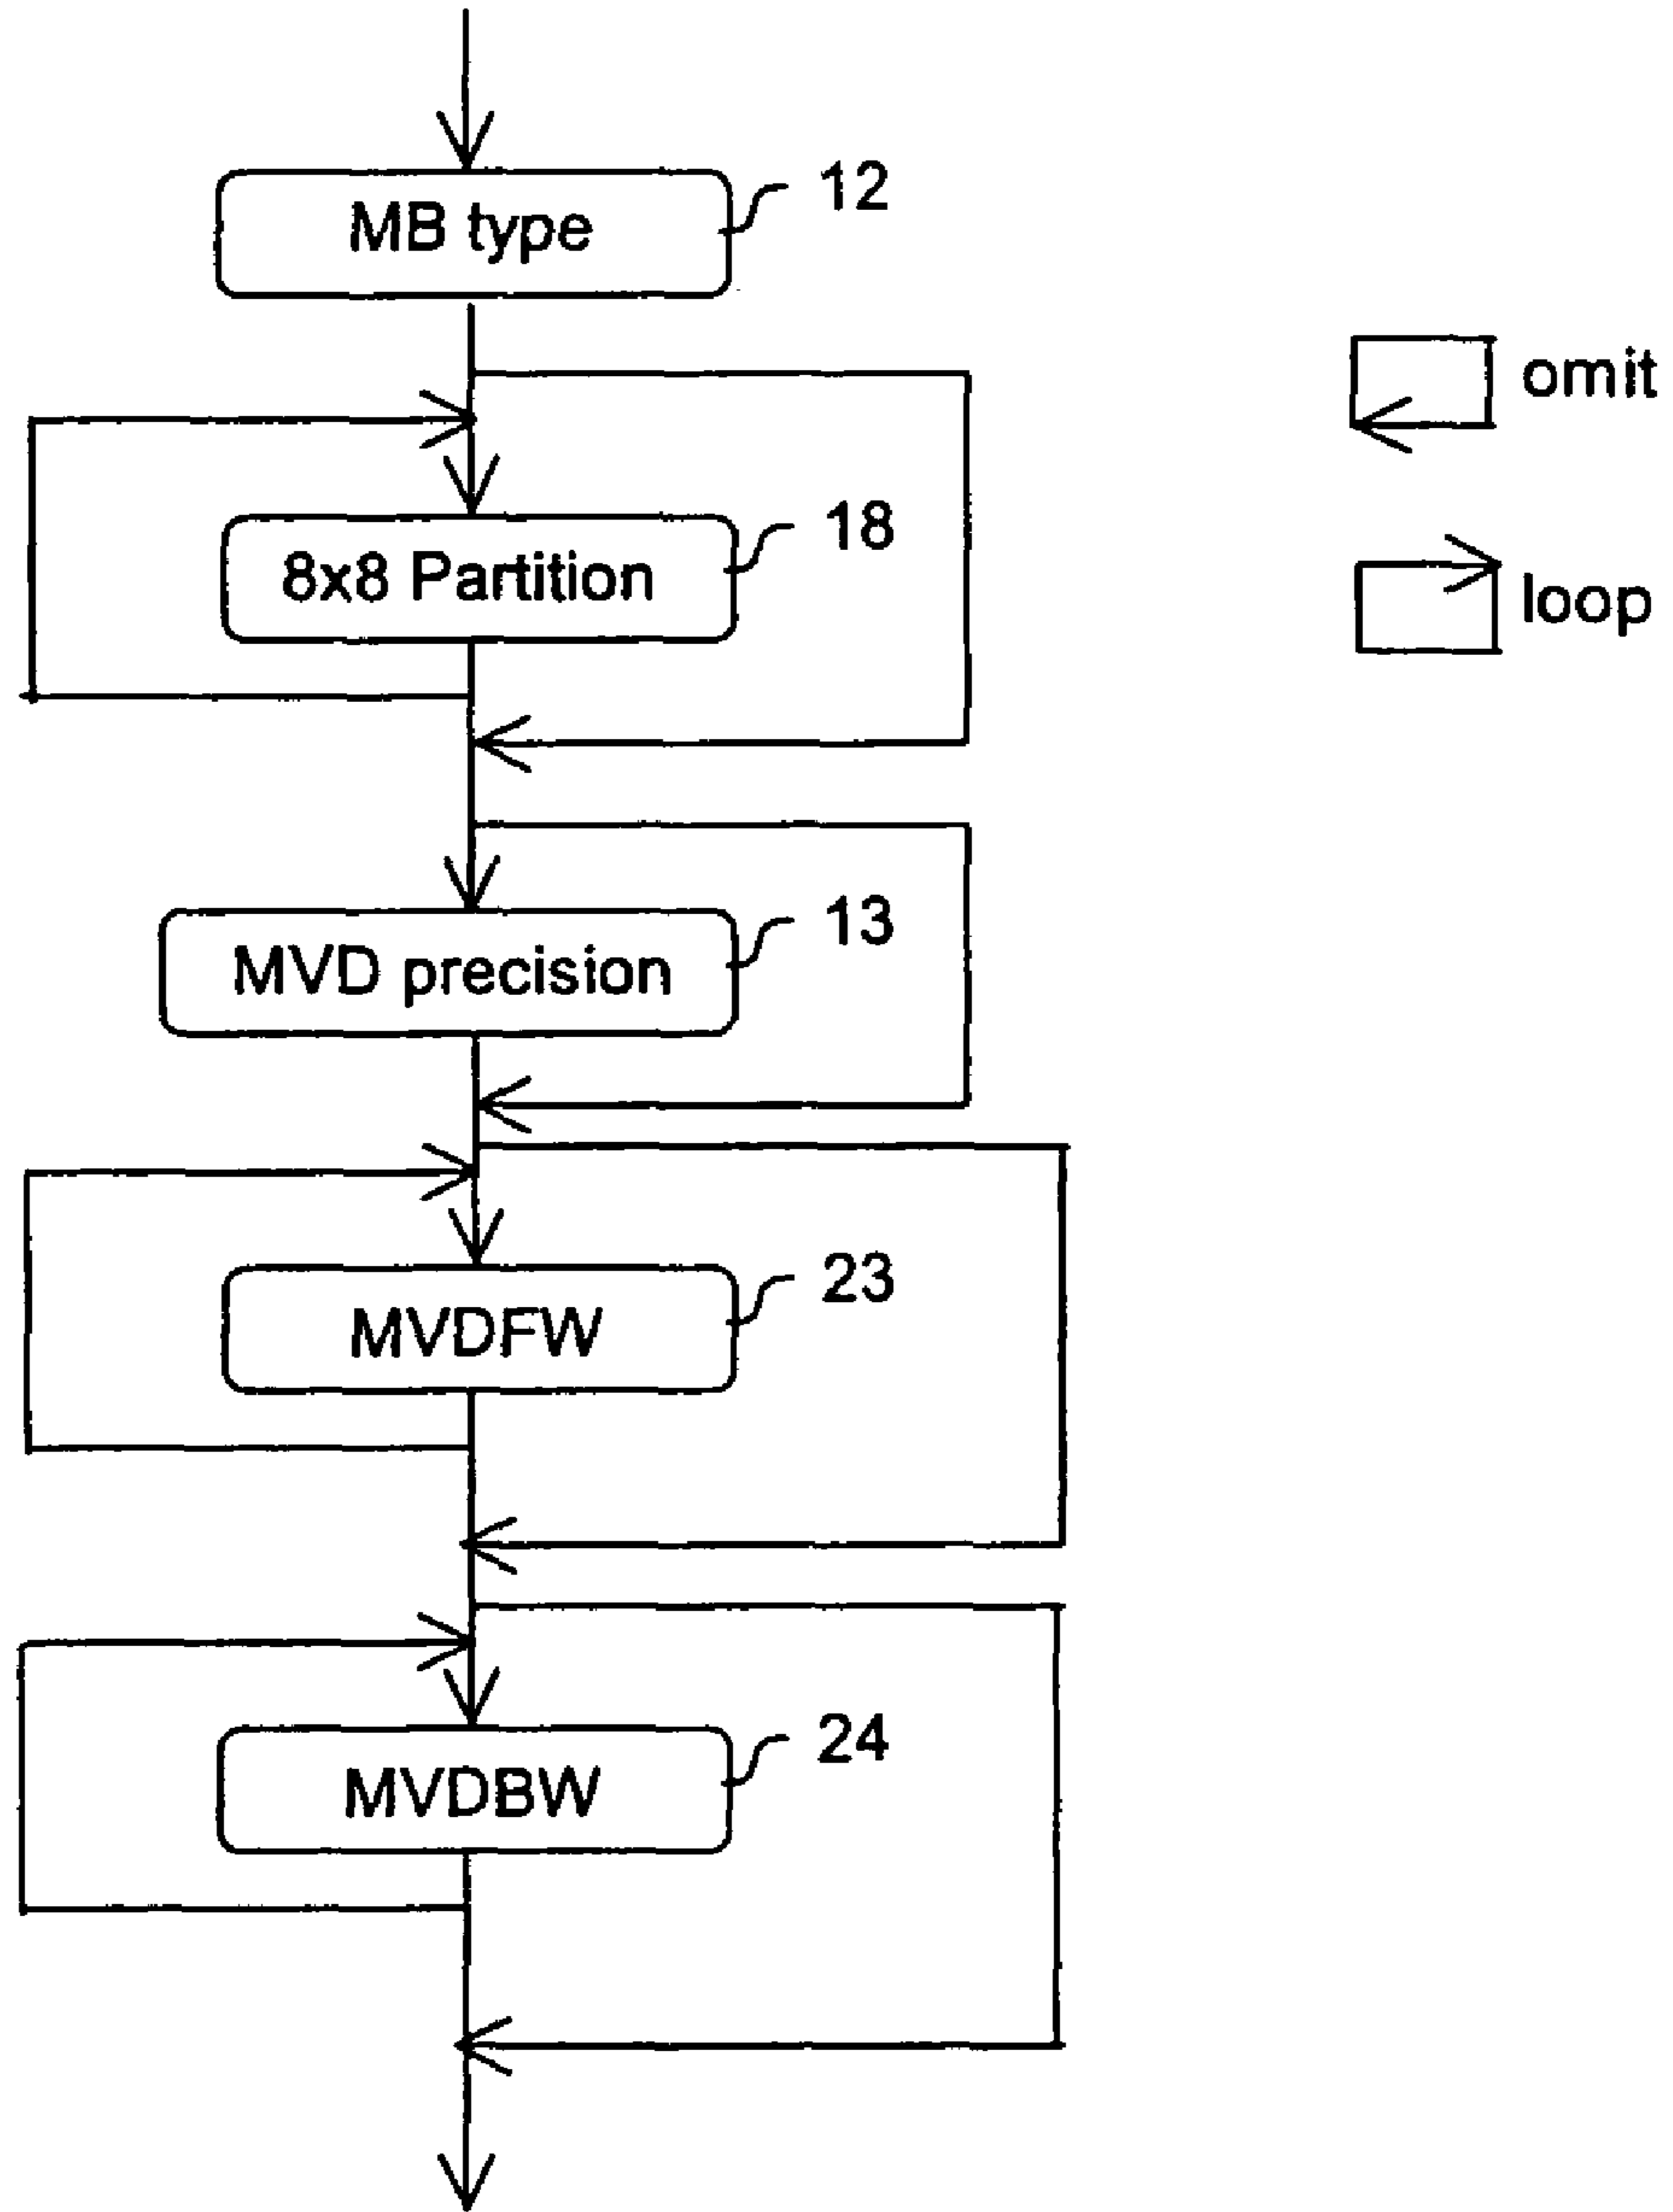 MB type
12
omit
8x8 Partition
18
loop
MVD precision
13
MVDFW
23
MVDBW
24